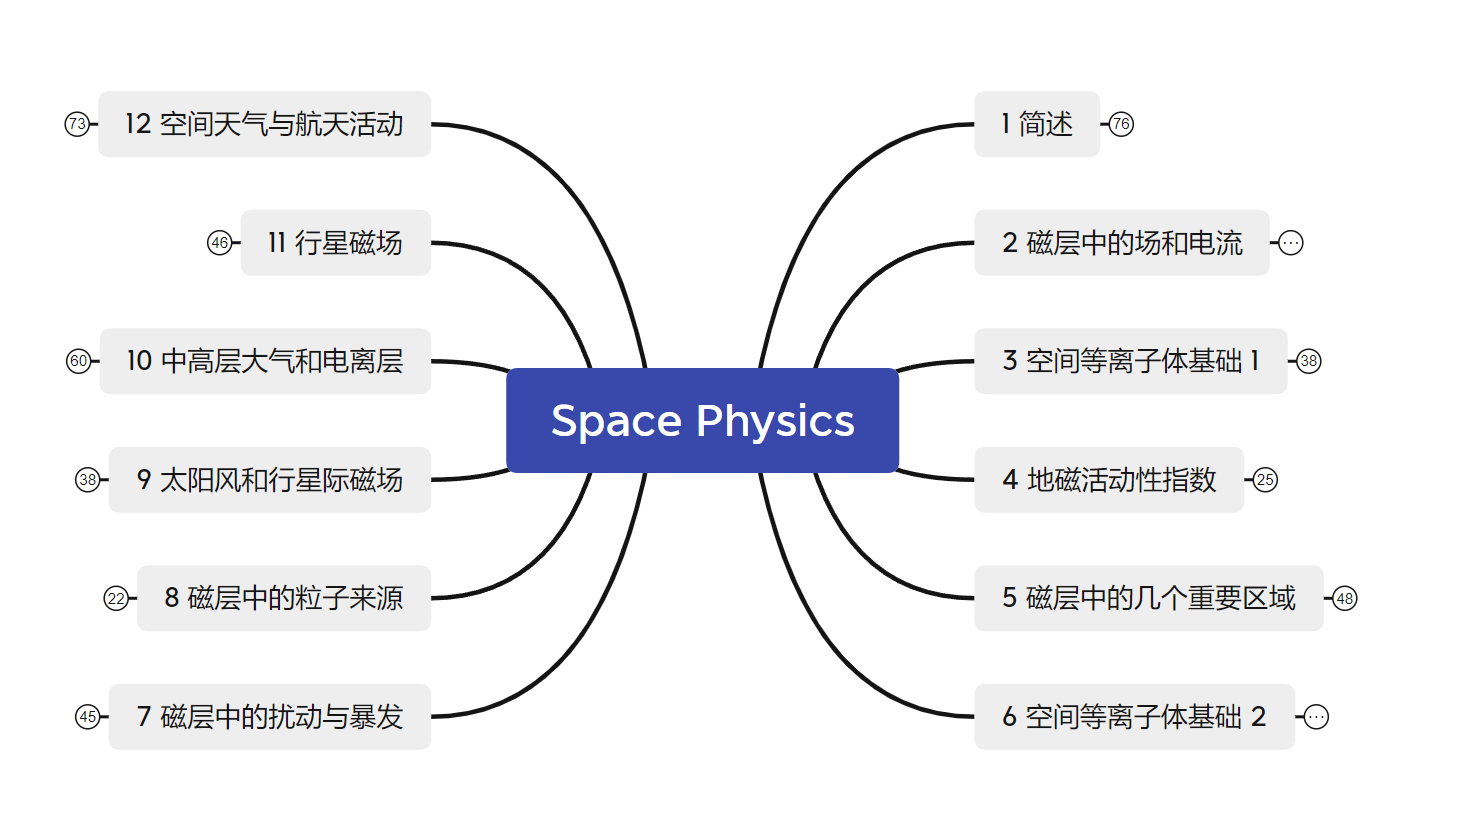 Space Physics
1 简述
76
2 磁层中的场和电流
···
3 空间等离子体基础 1
38
4 地磁活动性指数
25
5 磁层中的几个重要区域
48
6 空间等离子体基础 2
···
7 磁层中的扰动与暴发
45
8 磁层中的粒子来源
22
9 太阳风和行星际磁场
38
10 中高层大气和电离层
60
11 行星磁场
46
12 空间天气与航天活动
73